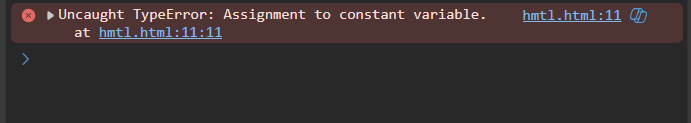 Uncaught TypeError: Assignment to constant variable. hmtl.html:11
at hmtl.html:11:11